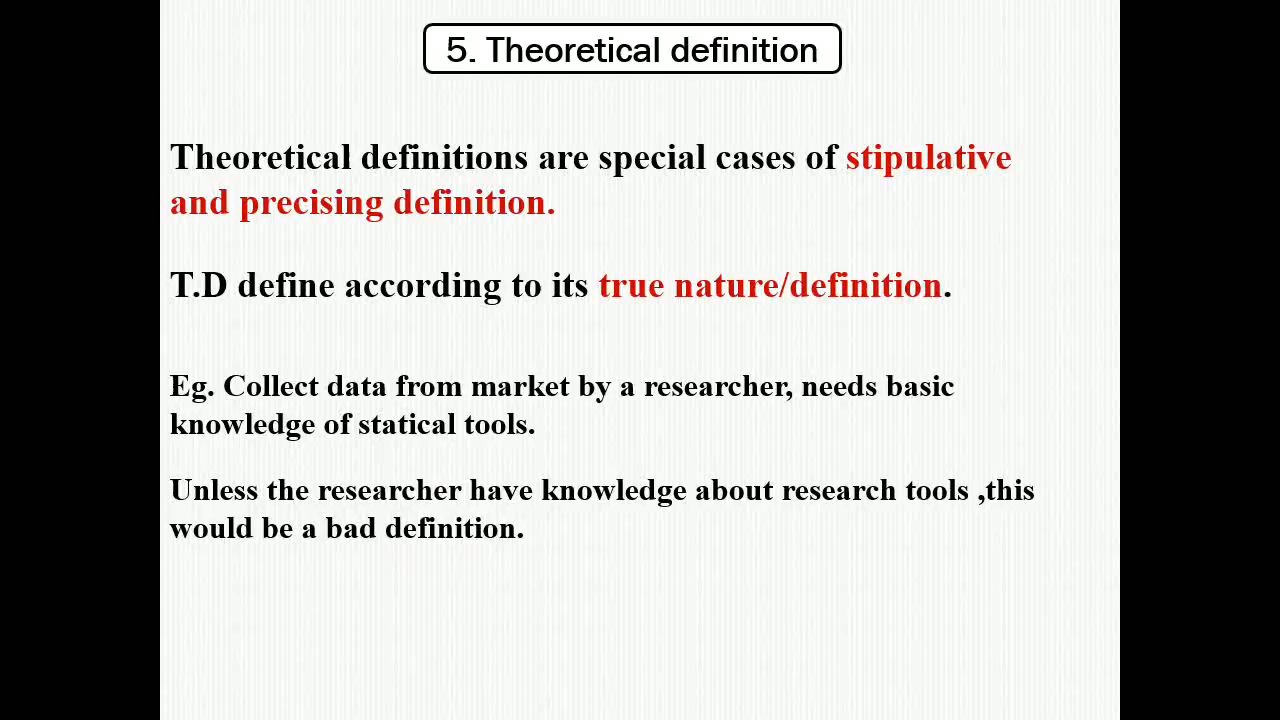 5. Theoretical definition
Theoretical definitions are special cases of stipulative
and precising definition.
T.D define according to its true nature/definition.
Eg. Collect data from market by a researcher, needs basic
knowledge of statical tools.
Unless the researcher have knowledge about research tools ,this
would be a bad definition.